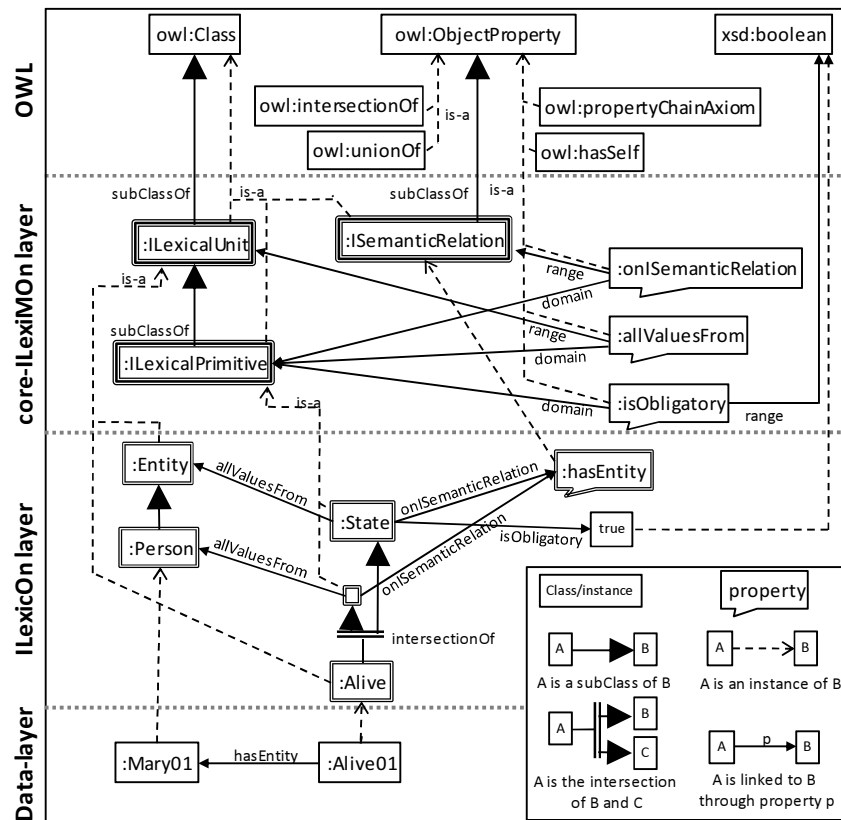 OWL
owl:Class
owl:ObjectProperty
xsd:boolean
owl:intersectionOf
is-a
owl:propertyChainAxiom
owl:unionOf
owl:hasSelf
core-ILexiMOn layer
subClassOf
is-a
subClassOf
is-a
:ILexicalUnit
:ISemanticRelation
:onISemanticRelation
is-a
range
domain
subClassOf
:allValuesFrom
range
:ILexicalPrimitive
domain
is-a
:isObligatory
domain
range
ILexicOn layer
:Entity
allValuesFrom
onISemanticRelation
:hasEntity
:State
true
:Person
allValuesFrom
onISemanticRelation
isObligatory
intersectionOf
:Alive
Data-layer
:Mary01
hasEntity
:Alive01
Class/instance
property
A
B
A
B
A is a subClass of B
A is an instance of B
A
B
C
A
p
B
A is the intersection
of B and C
A is linked to B
through property p